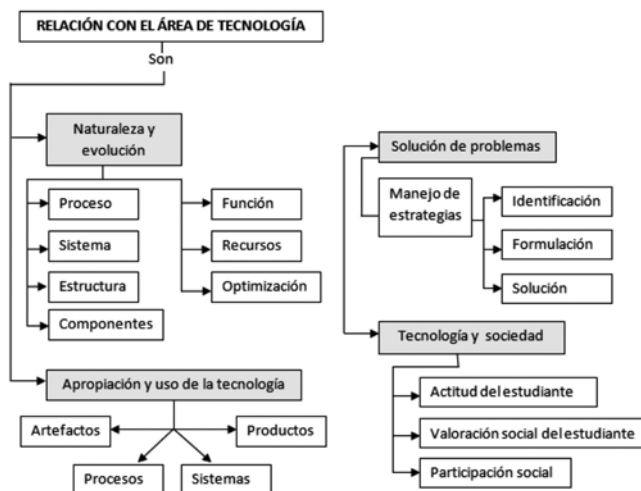 RELACIÓN CON EL ÁREA DE TECNOLOGÍA
Son
Naturaleza y
evolución
Proceso
Sistema
Estructura
Componentes
Función
Recursos
Optimización
Apropiación y uso de la tecnología
Artefactos
Productos
Procesos
Sistemas
Solución de problemas
Manejo de
estrategias
Identificación
Formulación
Solución
Tecnología y sociedad
Actitud del estudiante
Valoración social del estudiante
Participación social